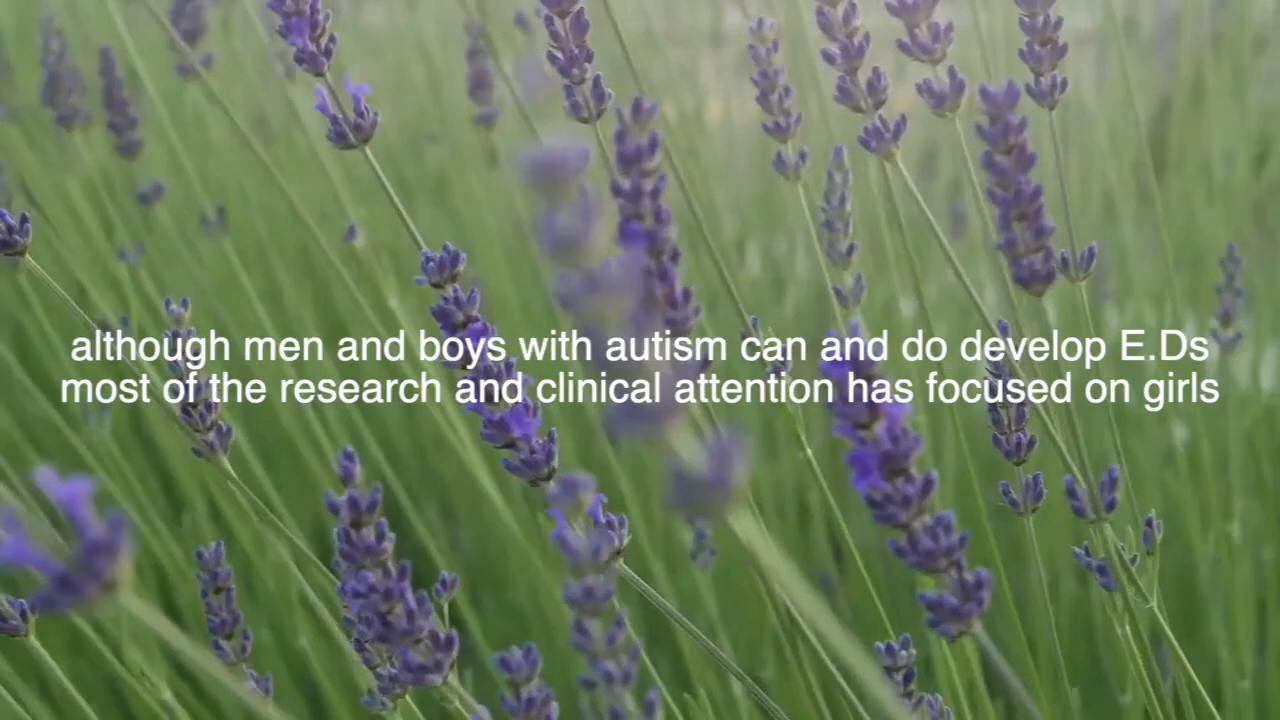 although men and boys with autism can and do develop E.Ds
most of the research and clinical attention has focused on girls